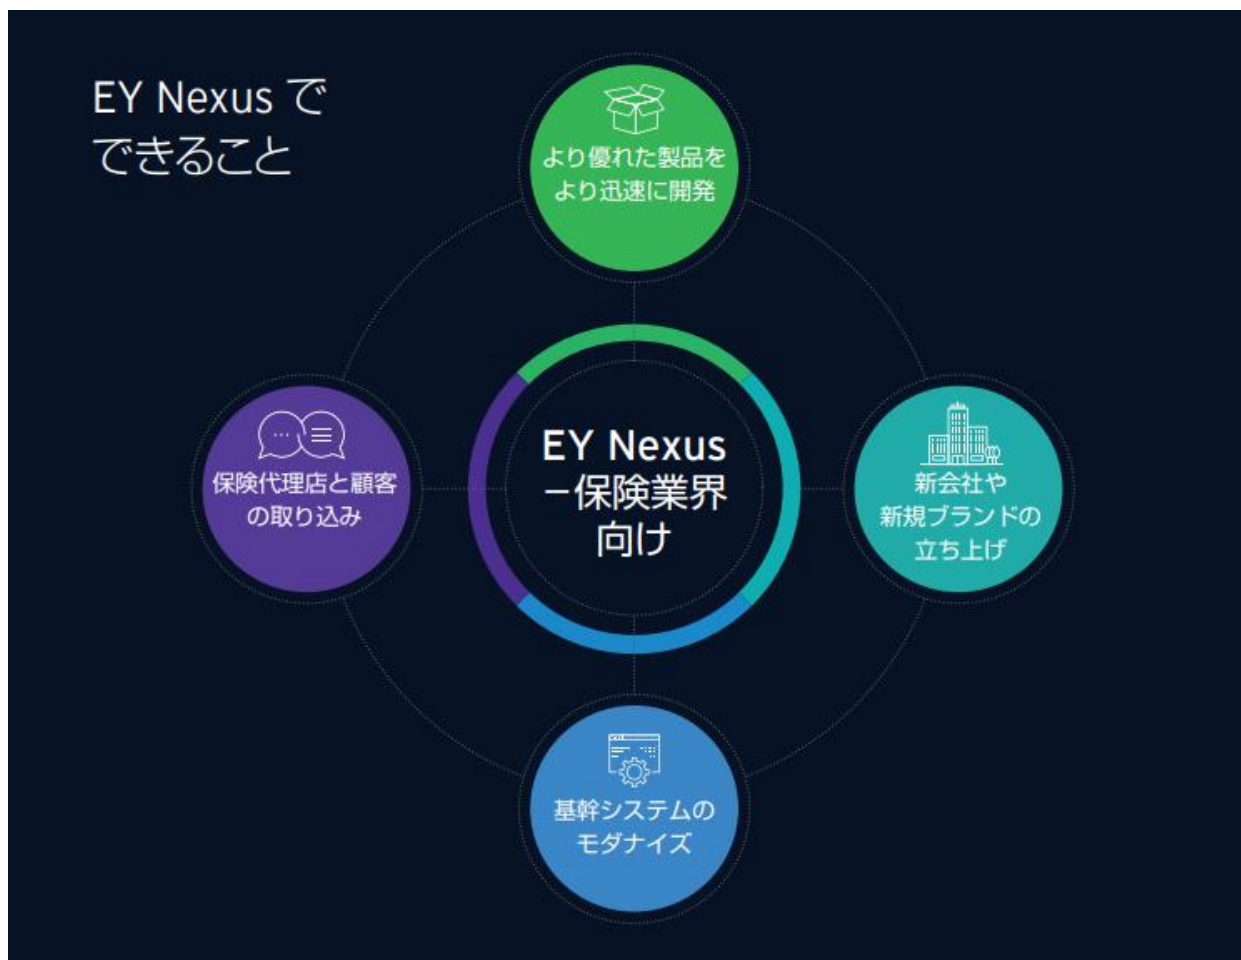 EY Nexus で
できること
より優れた製品を
より迅速に開発
保険代理店と顧客
の取り込み
EY Nexus
－保険業界
向け
新会社や
新規ブランドの
立ち上げ
基幹システムの
モダナイズ